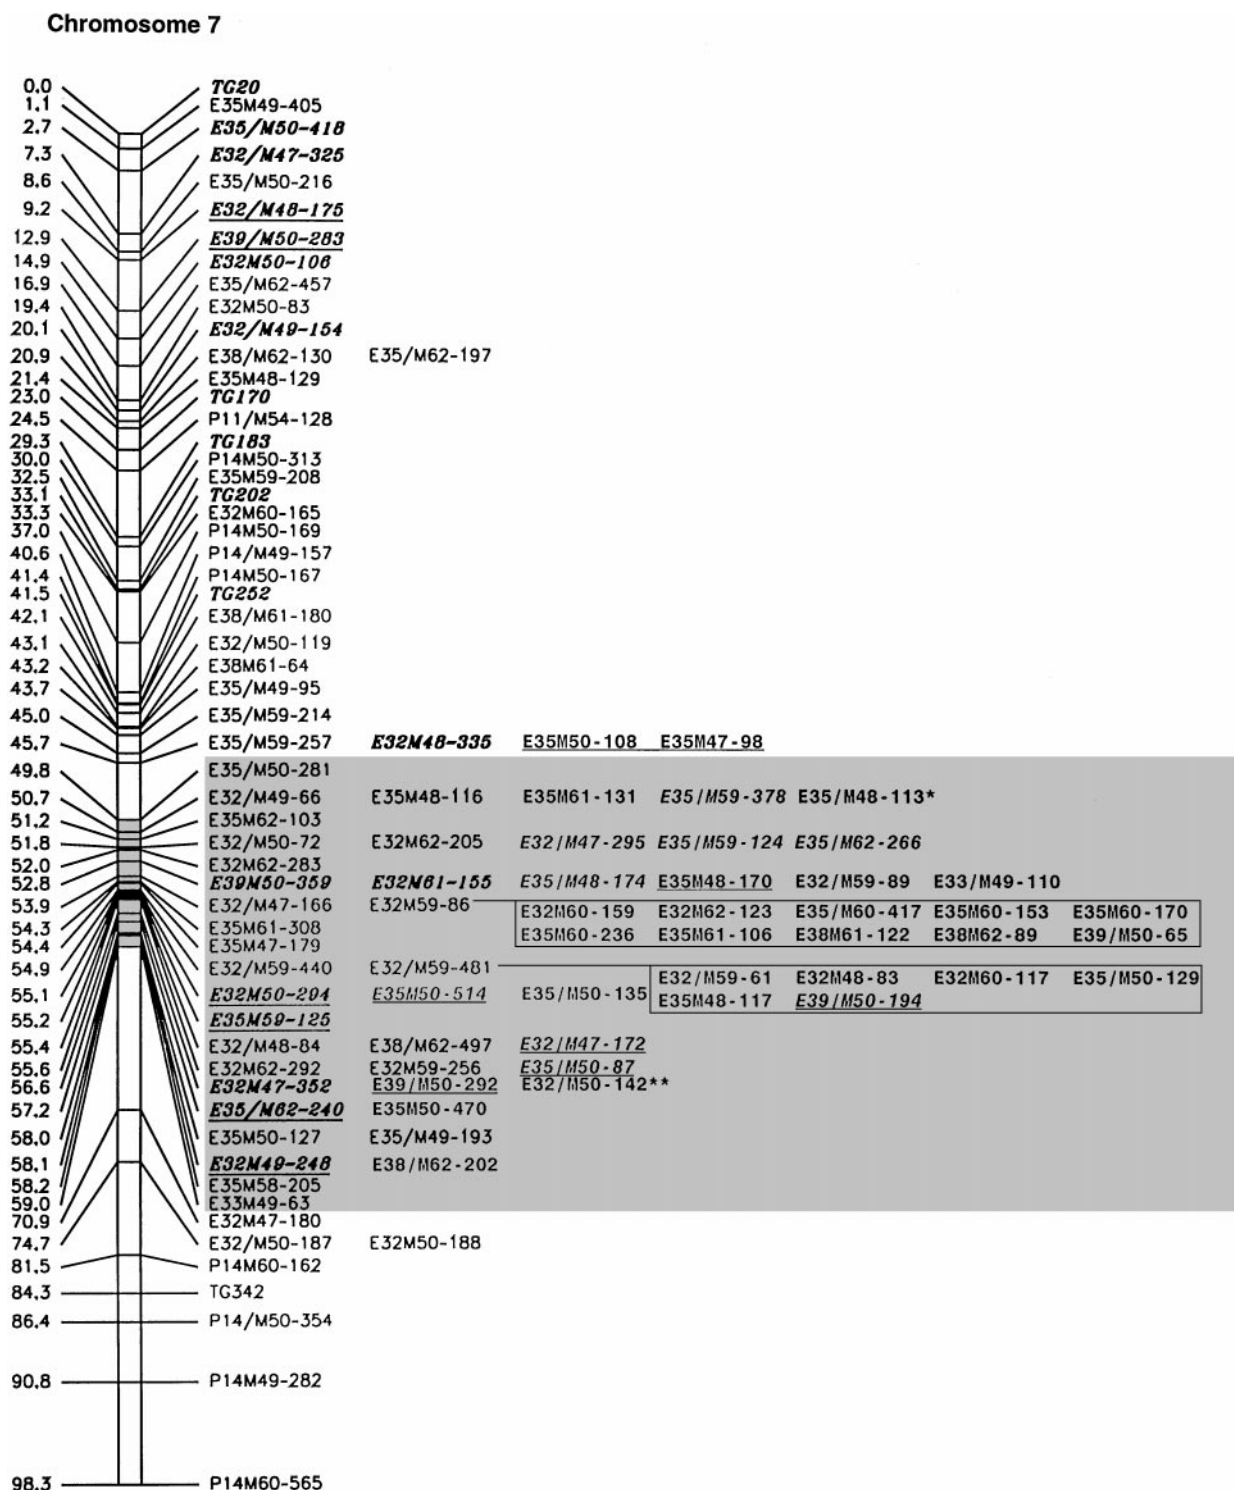 Chromosome 7
0.0 TG20
1.1 E35M49-405
2.7 E35/M50-418
7.3 E32/M47-325
8.6 E35/M50-216
9.2 E32/M48-175
12.9 E39/M50-283
14.9 E32M50-106
16.9 E35/M62-457
19.4 E32M50-83
20.1 E32/M49-154
20.9 E38/M62-130 E35/M62-197
21.4 E35M48-129
23.0 TG170
24.5 P11/M54-128
29.3 TG183
30.0 P14M50-313
32.5 E35M59-208
33.1 TG202
33.3 E32M60-165
37.0 P14M50-169
40.6 P14/M49-157
41.4 P14M50-167
41.5 TG252
42.1 E38/M61-180
43.1 E32/M50-119
43.2 E38M61-64
43.7 E35/M49-95
45.0 E35/M59-214
45.7 E35/M59-257 E32M48-335 E35M50-108 E35M47-98
49.8 E35/M50-281
50.7 E32/M49-66 E35M48-116 E35M61-131 E35/M59-378 E35/M48-113*
51.2 E35M62-103
51.8 E32/M50-72 E32M62-205 E32/M47-295 E35/M59-124 E35/M62-266
52.0 E32M62-283
52.8 E39M50-359 E32M61-155 E35/M48-174 E35M48-170 E32/M59-89 E33/M49-110
53.9 E32/M47-166 E32M59-86 E32M60-159 E32M62-123 E35/M60-417 E35M60-153 E35M60-170
E35M60-236 E35M61-106 E38M61-122 E38M62-89 E39/M50-65
54.3 E35M61-308
54.4 E35M47-179
54.9 E32/M59-440 E32/M59-481 E32/M59-61 E32M48-83 E32M60-117 E35/M50-129
55.1 E32M50-294 E35M50-514 E35/M50-135 E35M48-117 E39/M50-194
55.2 E35M59-125
55.4 E32/M48-84 E38/M62-497 E32/M47-172
55.6 E32M62-292 E32M59-256 E35/M50-87
56.6 E32M47-352 E39/M50-292 E32/M50-142**
57.2 E35/M62-240 E35M50-470
58.0 E35M50-127 E35/M49-193
58.1 E32M49-248 E38/M62-202
58.2 E35M58-205
59.0 E33M49-63
70.9 E32M47-180
74.7 E32/M50-187 E32M50-188
81.5 P14M60-162
84.3 TG342
86.4 P14/M50-354
90.8 P14M49-282
98.3 P14M60-565